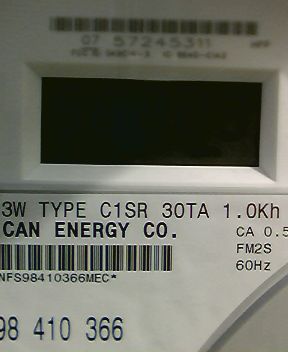 07 57245311
3W TYPE C1SR 30TA 1.0Kh
CAN ENERGY CO.
CA 0.5
FM2S
60Hz
NFS98410366MEC*
98 410 366